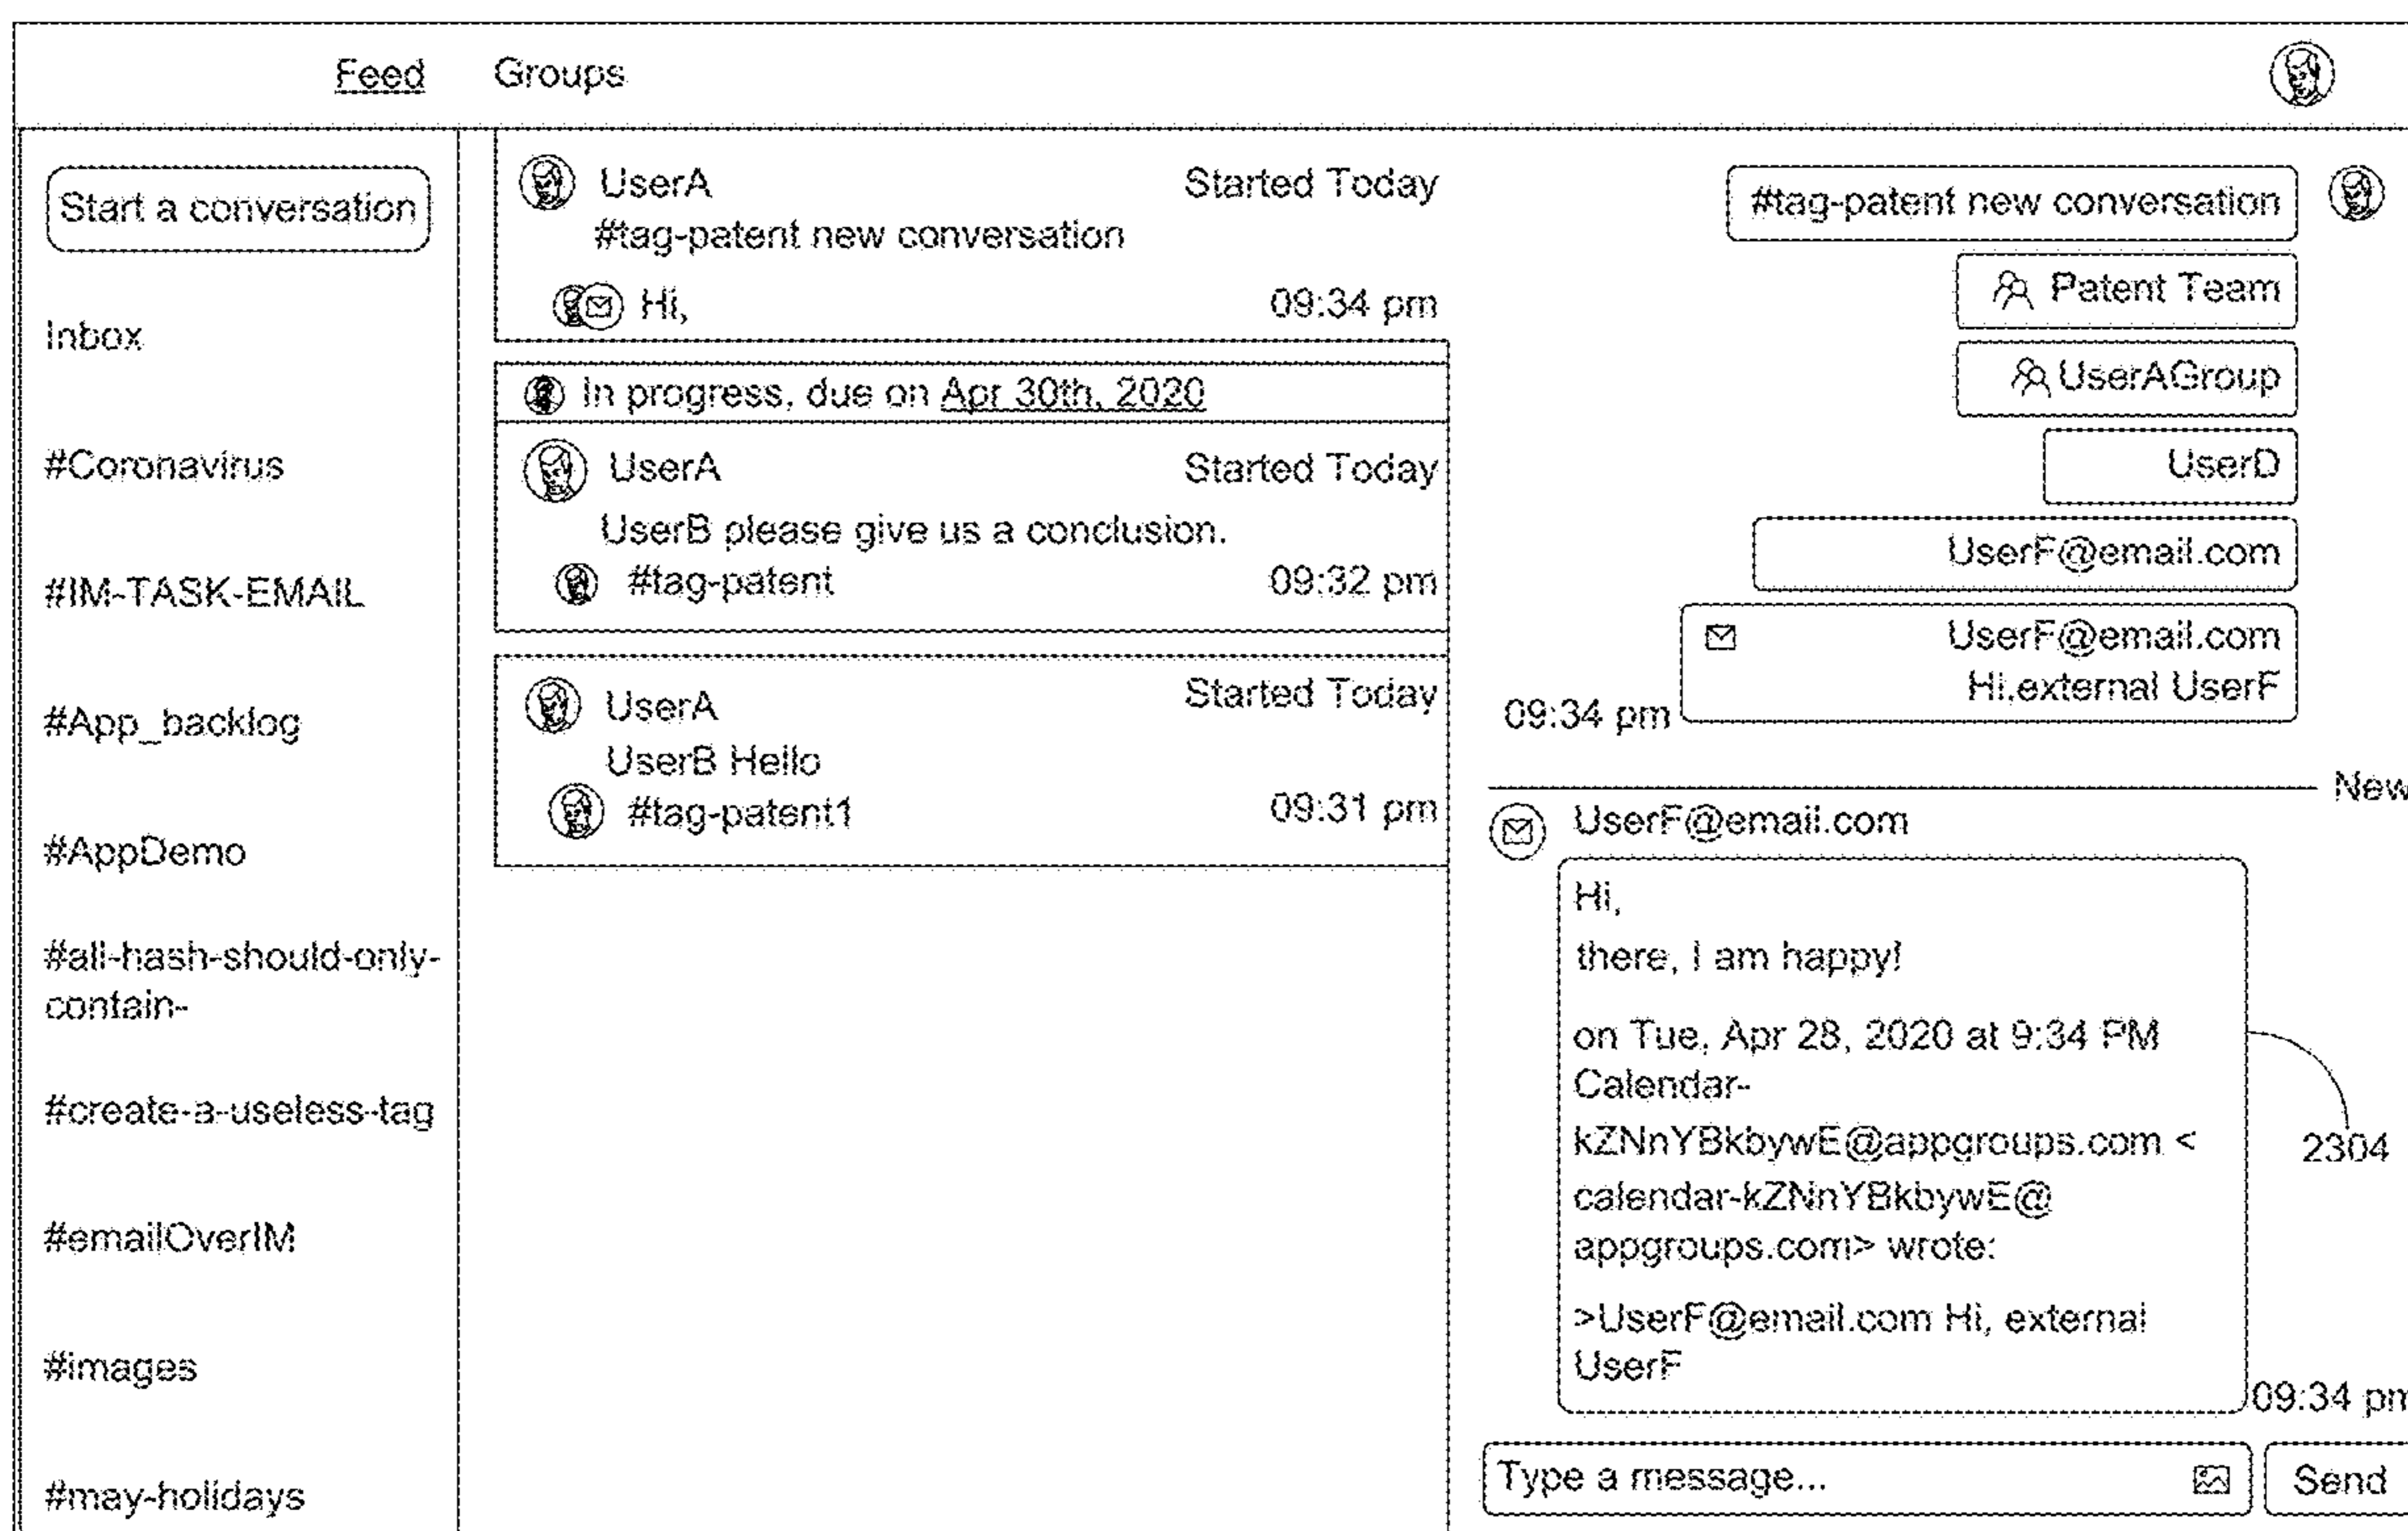 Feed
Groups
Start a conversation
Inbox
#Coronavirus
#IM-TASK-EMAIL
#App_backlog
#AppDemo
#all-hash-should-only-
contain-
#create-a-useless-tag
#emailOverIM
#images
#may-holidays
UserA
Started Today
#tag-patent new conversation
Hi,
09:34 pm
In progress, due on Apr 30th, 2020
UserA
Started Today
UserB please give us a conclusion.
#tag-patent
09:32 pm
UserA
Started Today
UserB Hello
#tag-patent1
09:31 pm
#tag-patent new conversation
Patent Team
UserAGroup
UserD
UserF@email.com
UserF@email.com
Hi,external UserF
09:34 pm
New
UserF@email.com
Hi,
there, I am happy!
on Tue, Apr 28, 2020 at 9:34 PM
Calendar-
kZNnYBkbywE@appgroups.com <
calendar-kZNnYBkbywE@
appgroups.com> wrote:
>UserF@email.com Hi, external
UserF
2304
09:34 pm
Type a message...
Send